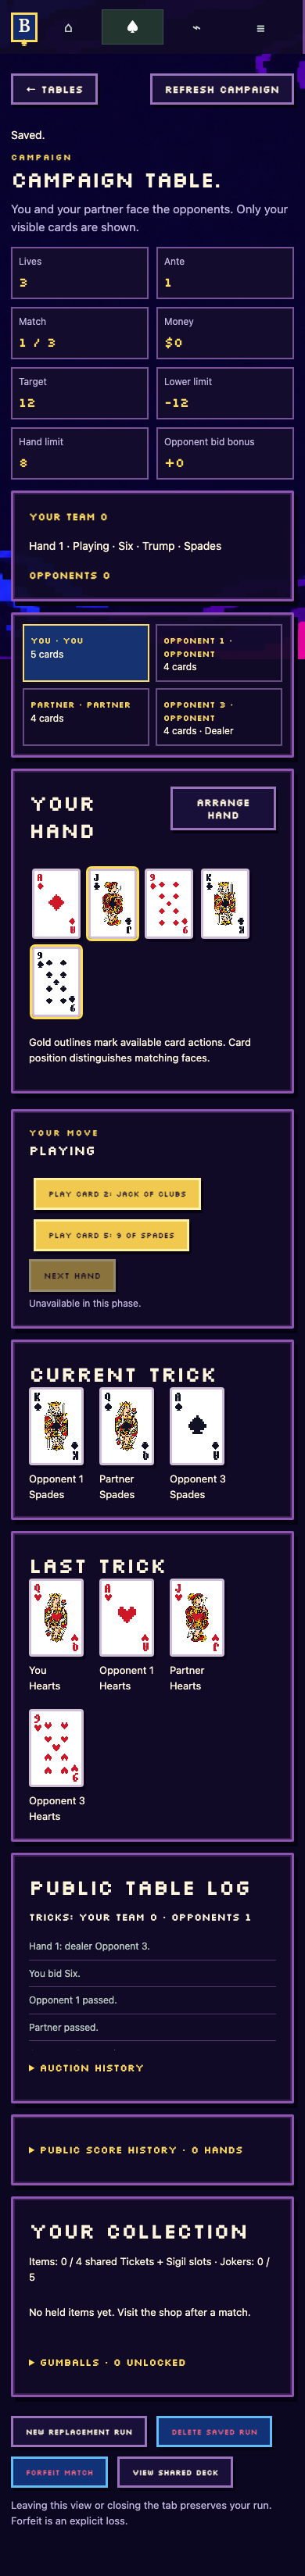 B
← TABLES
REFRESH CAMPAIGN
Saved.
CAMPAIGN
CAMPAIGN TABLE.
You and your partner face the opponents. Only your
visible cards are shown.
Lives
3
Ante
1
Match
1 / 3
Money
$0
Target
12
Lower limit
-12
Hand limit
8
Opponent bid bonus
+0
YOUR TEAM 0
Hand 1 · Playing · Six · Trump · Spades
OPPONENTS 0
YOU · YOU
5 cards
OPPONENT 1 ·
OPPONENT
4 cards
PARTNER · PARTNER
4 cards
OPPONENT 3 ·
OPPONENT
4 cards · Dealer
YOUR
HAND
ARRANGE
HAND
A
A
J
J
9
9
K
K
9
9
Gold outlines mark available card actions. Card
position distinguishes matching faces.
YOUR MOVE
PLAYING
PLAY CARD 2: JACK OF CLUBS
PLAY CARD 5: 9 OF SPADES
NEXT HAND
Unavailable in this phase.
CURRENT TRICK
K
K
Q
Q
A
A
Opponent 1
Spades
Partner
Spades
Opponent 3
Spades
LAST TRICK
Q
Q
A
A
J
J
You
Hearts
Opponent 1
Hearts
Partner
Hearts
9
9
Opponent 3
Hearts
PUBLIC TABLE LOG
TRICKS: YOUR TEAM 0 · OPPONENTS 1
Hand 1: dealer Opponent 3.
You bid Six.
Opponent 1 passed.
Partner passed.
▶ AUCTION HISTORY
▶ PUBLIC SCORE HISTORY · 0 HANDS
YOUR COLLECTION
Items: 0 / 4 shared Tickets + Sigil slots · Jokers: 0 /
5
No held items yet. Visit the shop after a match.
▶ GUMBALLS · 0 UNLOCKED
NEW REPLACEMENT RUN
DELETE SAVED RUN
FORFEIT MATCH
VIEW SHARED DECK
Leaving this view or closing the tab preserves your run.
Forfeit is an explicit loss.